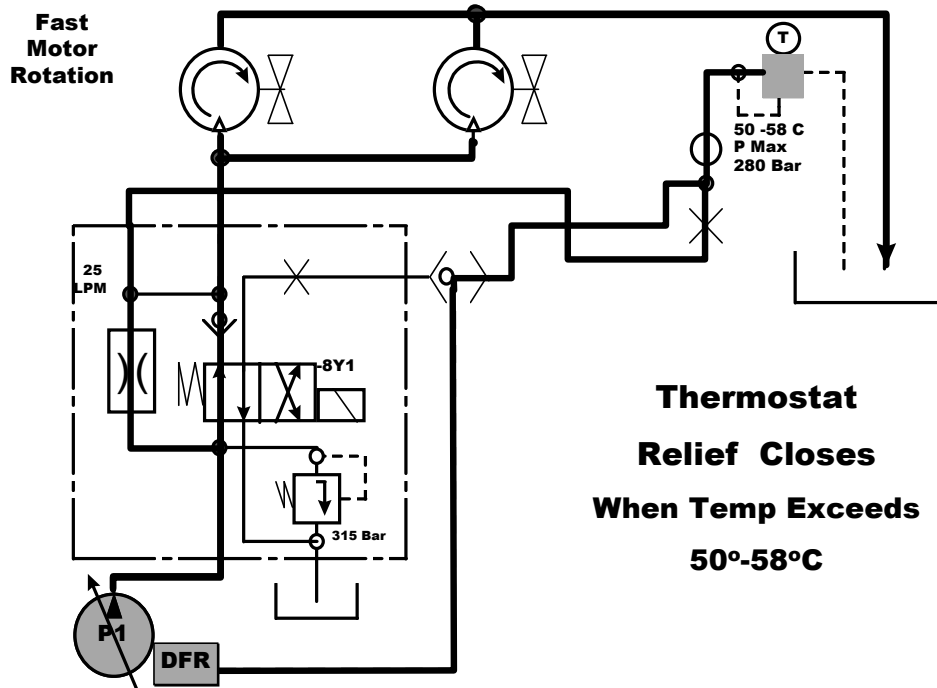 Fast
Motor
Rotation
T
50 -58 C
P Max
280 Bar
25
LPM
-8Y1
315 Bar
P1
DFR
Thermostat
Relief Closes
When Temp Exceeds
50º-58ºC